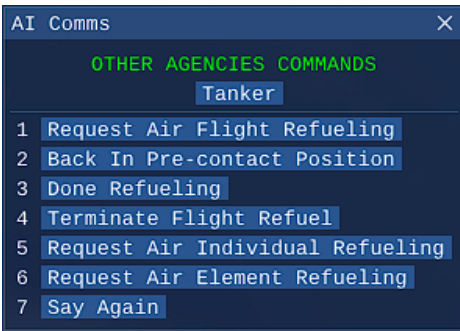 AI Comms
OTHER AGENCIES COMMANDS
Tanker
1 Request Air Flight Refueling
2 Back In Pre-contact Position
3 Done Refueling
4 Terminate Flight Refuel
5 Request Air Individual Refueling
6 Request Air Element Refueling
7 Say Again